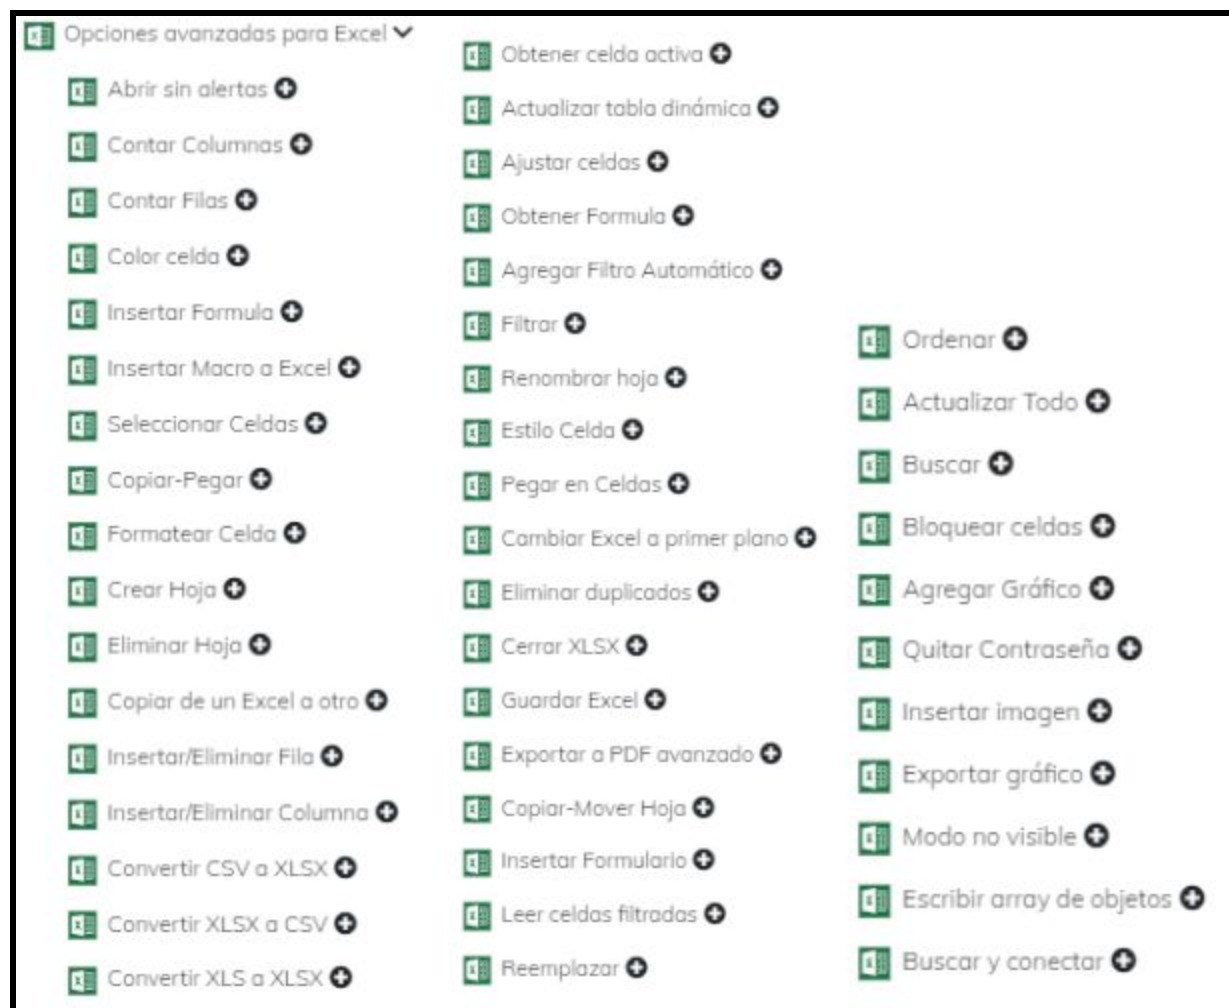 Opciones avanzadas para Excel
Abrir sin alertas
Contar Columnas
Contar Filas
Color celda
Insertar Formula
Insertar Macro a Excel
Seleccionar Celdas
Copiar-Pegar
Formatear Celda
Crear Hoja
Eliminar Hoja
Copiar de un Excel a otro
Insertar/Eliminar Fila
Insertar/Eliminar Columna
Convertir CSV a XLSX
Convertir XLSX a CSV
Convertir XLS a XLSX
Obtener celda activa
Actualizar tabla dinámica
Ajustar celdas
Obtener Formula
Agregar Filtro Automático
Filtrar
Renombrar hoja
Estilo Celda
Pegar en Celdas
Cambiar Excel a primer plano
Eliminar duplicados
Cerrar XLSX
Guardar Excel
Exportar a PDF avanzado
Copiar-Mover Hoja
Insertar Formulario
Leer celdas filtradas
Reemplazar
Ordenar
Actualizar Todo
Buscar
Bloquear celdas
Agregar Gráfico
Quitar Contraseña
Insertar imagen
Exportar gráfico
Modo no visible
Escribir array de objetos
Buscar y conectar